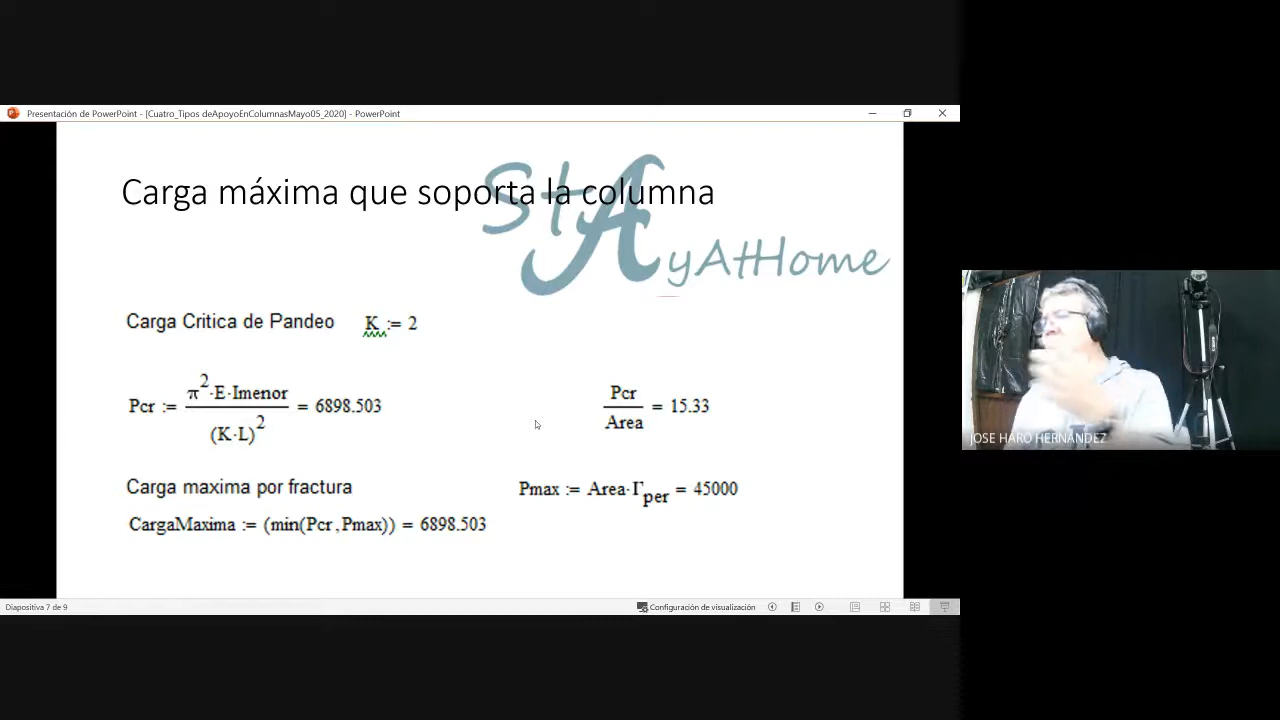 Presentación de PowerPoint - [Cuatro_Tipos deApoyoEnColumnasMayo05_2020] - PowerPoint
StAyAtHome
Carga máxima que soporta la columna
Carga Critica de Pandeo K := 2
Pcr := π²·E·Imenor / (K·L)² = 6898.503
Pcr / Area = 15.33
Carga maxima por fractura
Pmax := Area·Γper = 45000
CargaMaxima := (min(Pcr , Pmax)) = 6898.503
JOSE HARO HERNANDEZ
Diapositiva 7 de 9
Configuración de visualización